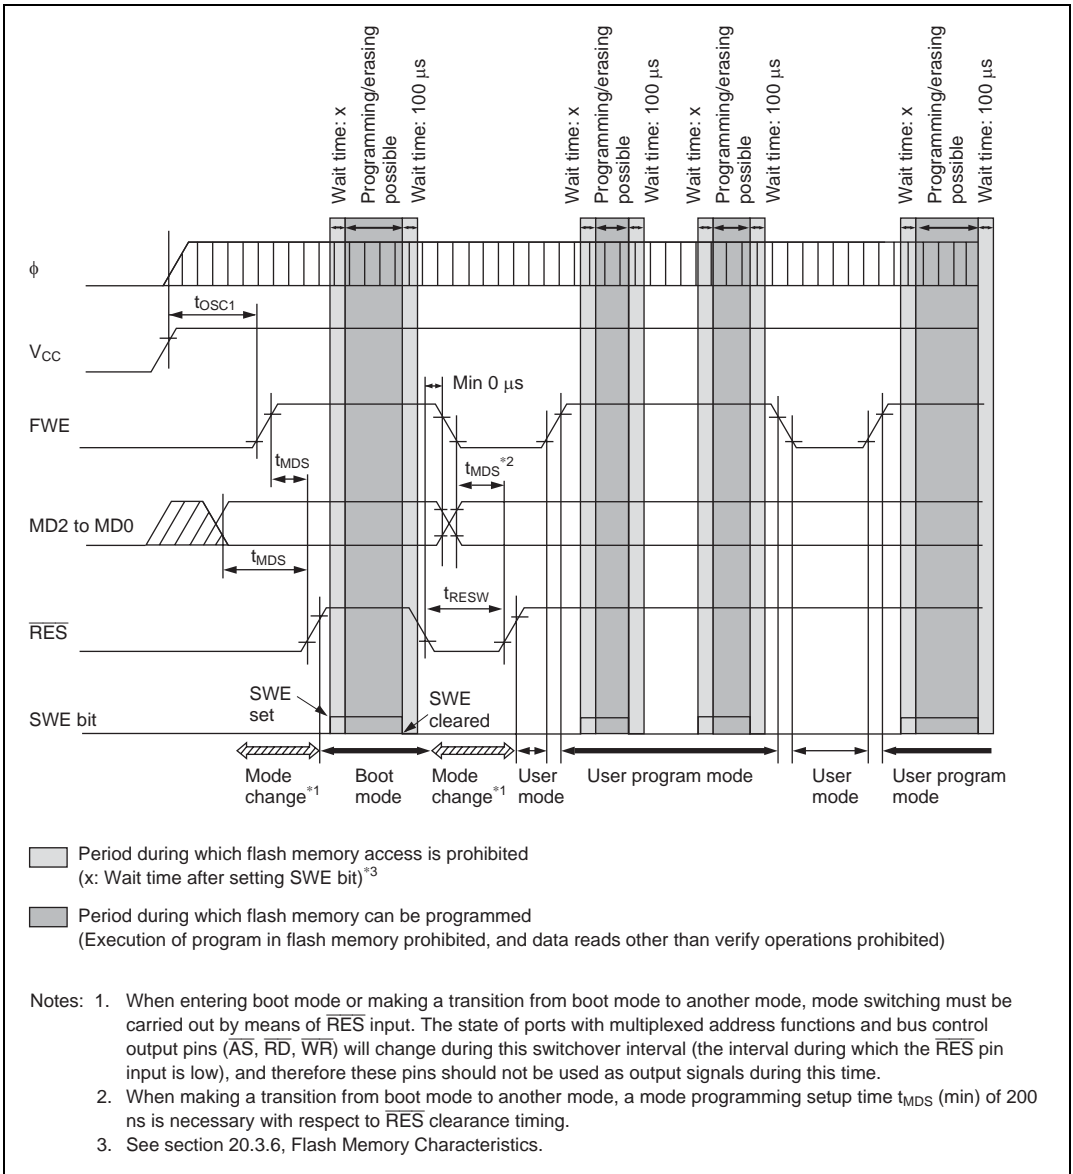 Wait time: x
Programming/erasing
possible
Wait time: 100 μs
Wait time: x
Programming/erasing
possible
Wait time: 100 μs
Wait time: x
Programming/erasing
possible
Wait time: 100 μs
Wait time: x
Programming/erasing
possible
Wait time: 100 μs
φ
tOSC1
VCC
Min 0 μs
FWE
tMDS
tMDS*2
MD2 to MD0
tMDS
tRESW
RES
SWE
set
SWE
cleared
SWE bit
Mode
change*1
Boot
mode
Mode
change*1
User
mode
User program mode
User
mode
User program
mode
Period during which flash memory access is prohibited
(x: Wait time after setting SWE bit)*3
Period during which flash memory can be programmed
(Execution of program in flash memory prohibited, and data reads other than verify operations prohibited)
Notes: 1. When entering boot mode or making a transition from boot mode to another mode, mode switching must be
carried out by means of RES input. The state of ports with multiplexed address functions and bus control
output pins (AS, RD, WR) will change during this switchover interval (the interval during which the RES pin
input is low), and therefore these pins should not be used as output signals during this time.
2. When making a transition from boot mode to another mode, a mode programming setup time tMDS (min) of 200
ns is necessary with respect to RES clearance timing.
3. See section 20.3.6, Flash Memory Characteristics.